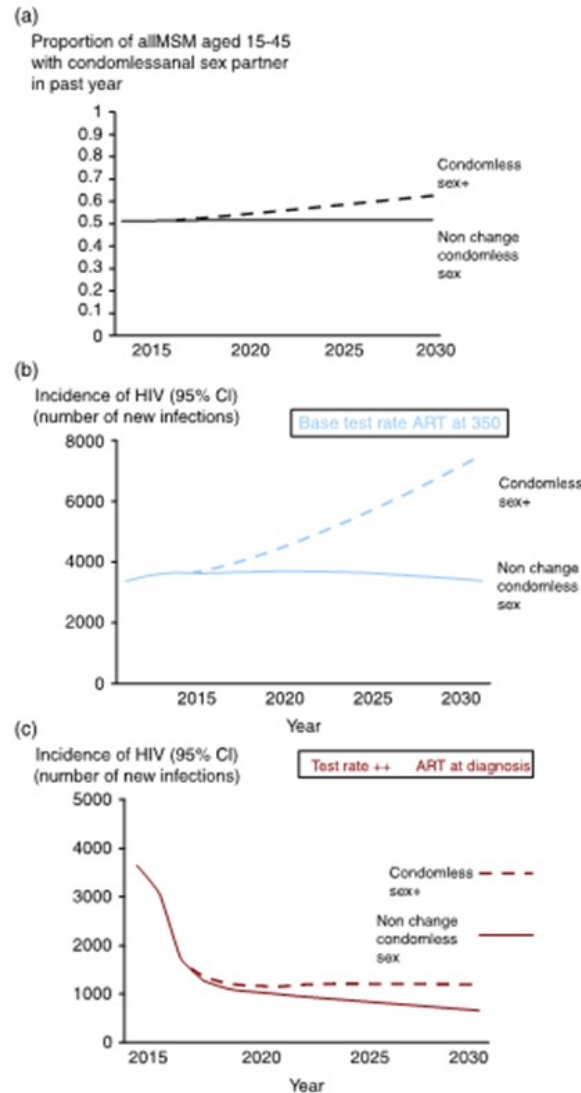 (a)
Proportion of allMSM aged 15-45
with condomlessanal sex partner
in past year
1
0.9
0.8
0.7
0.6
0.5
0.4
0.5
0.2
0.1
0
Condomless
sex+
Non change
condomless
sex
2015 2020 2025 2030
(b)
Incidence of HIV (95% CI)
(number of new infections)
Base test rate ART at 350
8000
6000
4000
2000
0
Condomless
sex+
Non change
condomless
sex
2015 2020 2025 2030
Year
(c)
Incidence of HIV (95% CI)
(number of new infections)
Test rate ++ ART at diagnosis
5000
4000
3000
2000
1000
0
Condomless
sex+
Non change
condomless
sex
2015 2020 2025 2030
Year